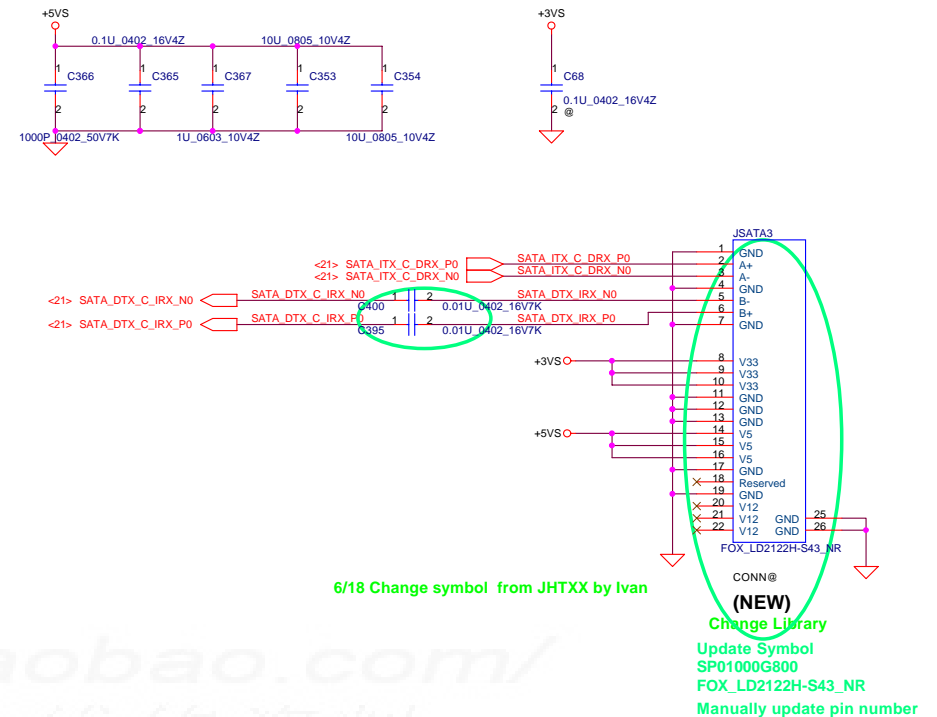 +5VS
+3VS
0.1U_0402_16V4Z
10U_0805_10V4Z
1
C366
1
C365
1
C367
1
C353
1
C354
1
C68
2
2
2
2
2
0.1U_0402_16V4Z
2
@
1000P_0402_50V7K
1U_0603_10V4Z
10U_0805_10V4Z
JSATA3
<21> SATA_ITX_C_DRX_P0
SATA_ITX_C_DRX_P0
<21> SATA_ITX_C_DRX_N0
SATA_ITX_C_DRX_N0
<21> SATA_DTX_C_IRX_N0
SATA_DTX_C_IRX_N0
1
2
SATA_DTX_IRX_N0
C400
0.01U_0402_16V7K
<21> SATA_DTX_C_IRX_P0
SATA_DTX_C_IRX_P0
1
2
SATA_DTX_IRX_P0
C395
0.01U_0402_16V7K
1 GND
2 A+
3 A-
4 GND
5 B-
6 B+
7 GND
+3VS
8 V33
9 V33
10 V33
11 GND
12 GND
13 GND
+5VS
14 V5
15 V5
16 V5
17 GND
18 Reserved
19 GND
20 V12
21 V12 GND 25
22 V12 GND 26
FOX_LD2122H-S43_NR
CONN@
6/18 Change symbol from JHTXX by Ivan
(NEW)
Change Library
Update Symbol
SP01000G800
FOX_LD2122H-S43_NR
Manually update pin number
aobao.com/